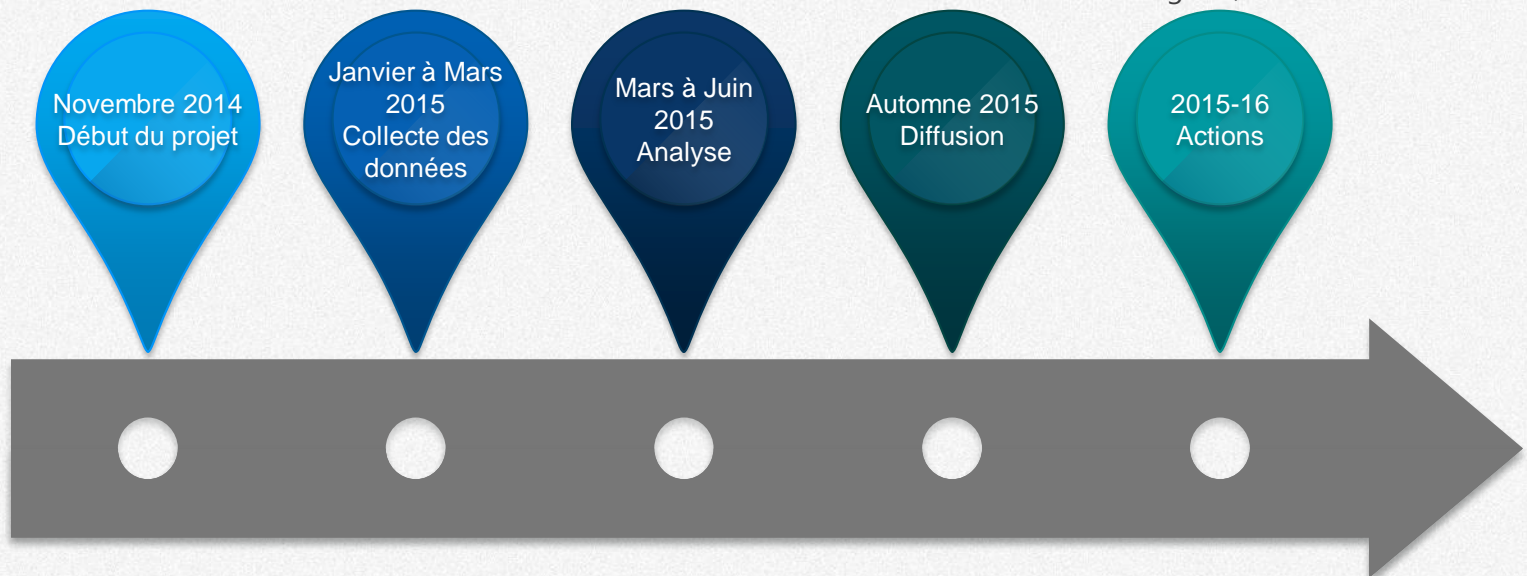 Novembre 2014
Début du projet
Janvier à Mars
2015
Collecte des
données
Mars à Juin
2015
Analyse
Automne 2015
Diffusion
2015-16
Actions